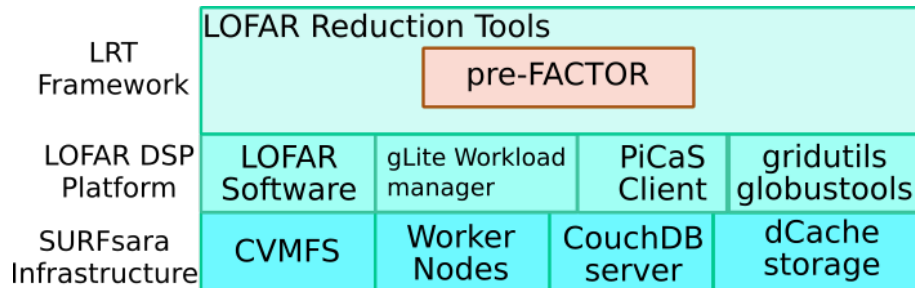 LRT
Framework
LOFAR Reduction Tools
pre-FACTOR
LOFAR DSP
Platform
LOFAR
Software
gLite Workload
manager
PiCaS
Client
gridutils
globustools
SURFsara
Infrastructure
CVMFS
Worker
Nodes
CouchDB
server
dCache
storage